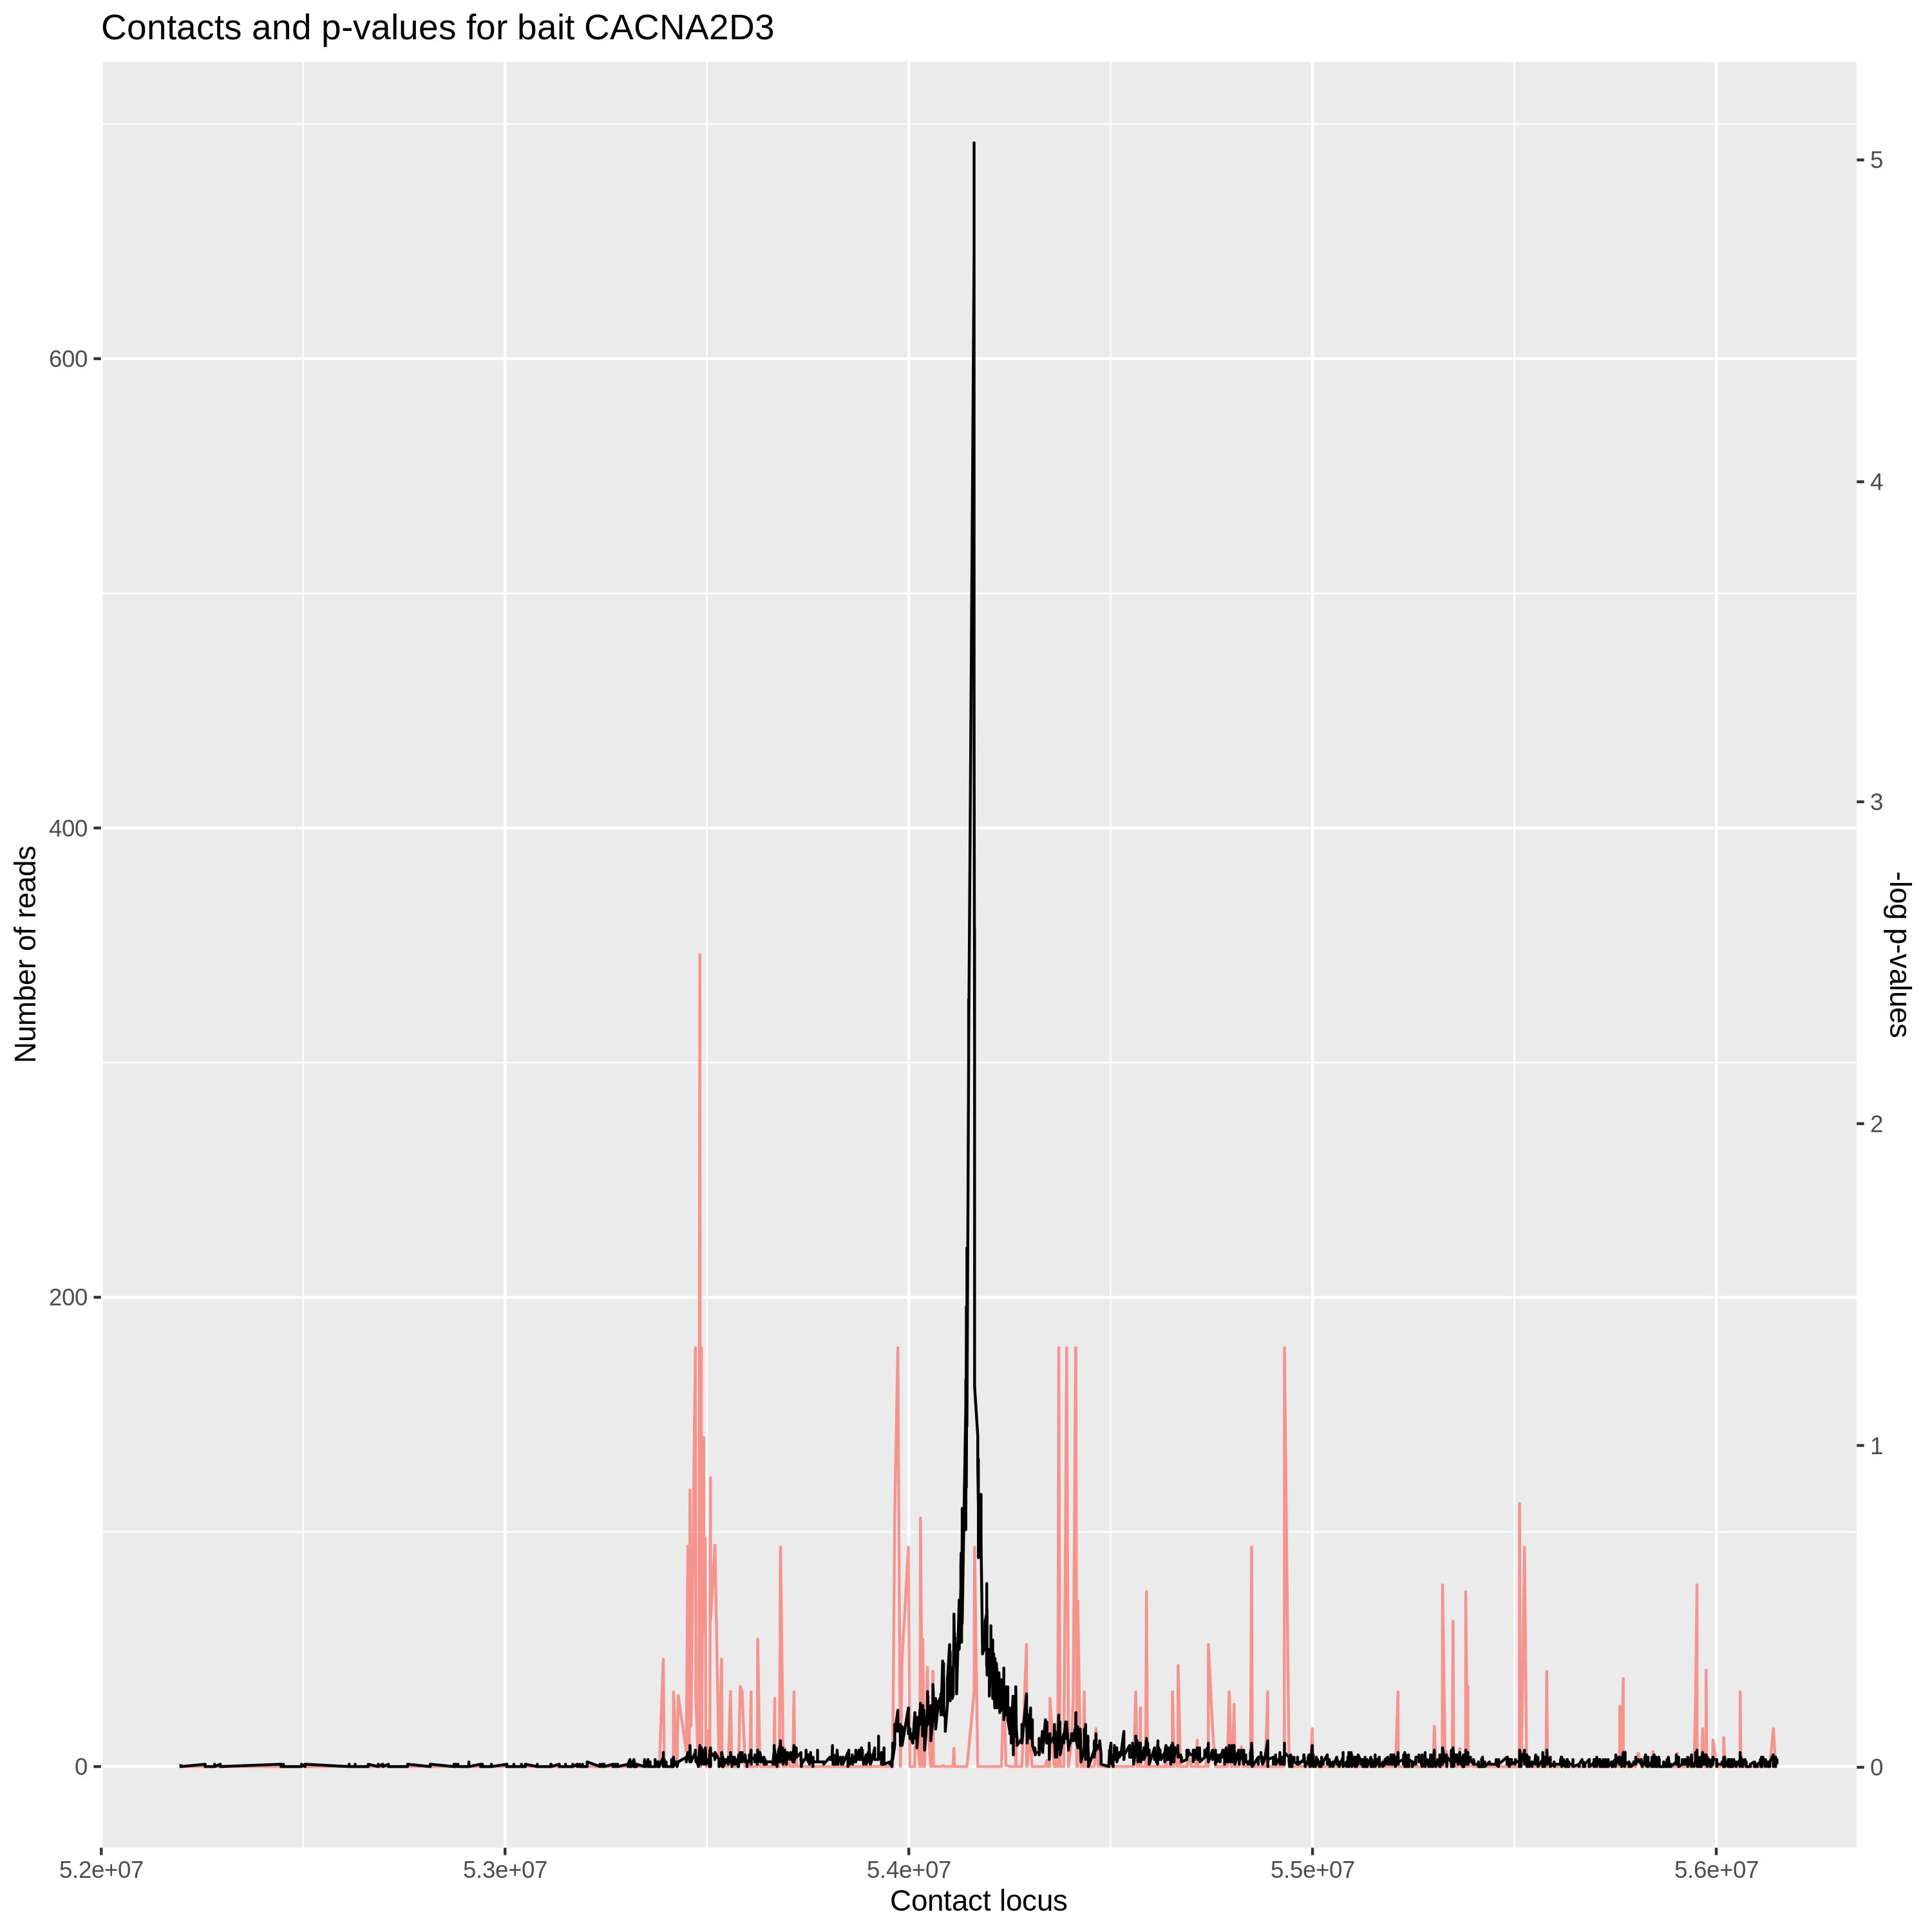 Contacts and p-values for bait CACNA2D3
Number of reads
600
400
200
0
5
4
3
2
1
0
-log p-values
5.2e+07
5.3e+07
5.4e+07
5.5e+07
5.6e+07
Contact locus